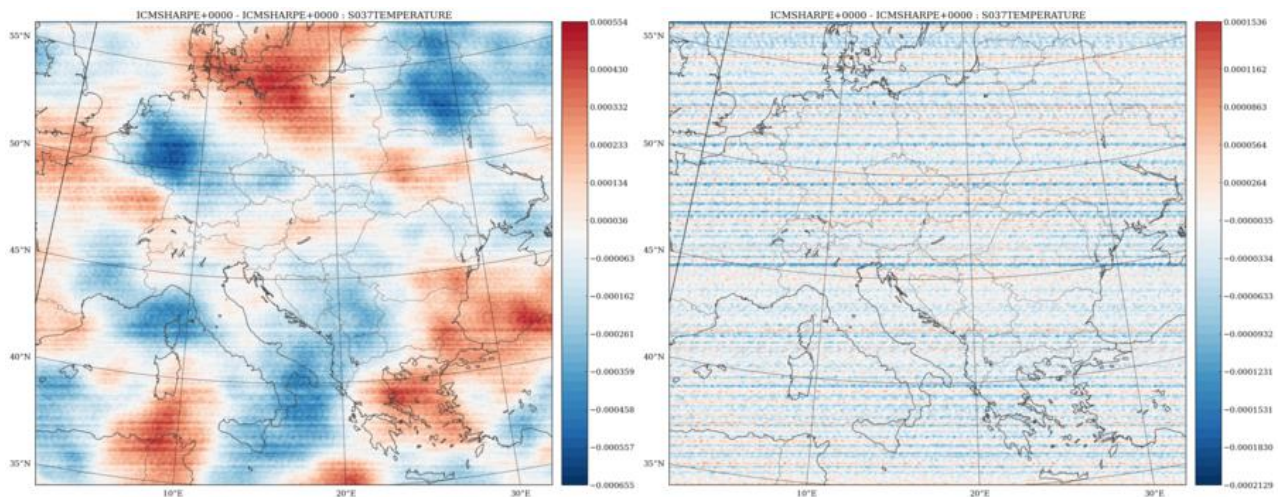 ICMSHARPE+0000 - ICMSHARPE+0000 : S037TEMPERATURE
55°N
50°N
45°N
40°N
35°N
10°E
20°E
30°E
0.000554
0.000430
0.000332
0.000233
0.000134
0.000036
−0.000063
−0.000162
−0.000261
−0.000359
−0.000458
−0.000557
−0.000655
ICMSHARPE+0000 - ICMSHARPE+0000 : S037TEMPERATURE
55°N
50°N
45°N
40°N
35°N
10°E
20°E
30°E
0.0001536
0.0001162
0.0000863
0.0000564
0.0000264
−0.0000035
−0.0000334
−0.0000633
−0.0000932
−0.0001231
−0.0001531
−0.0001830
−0.0002129